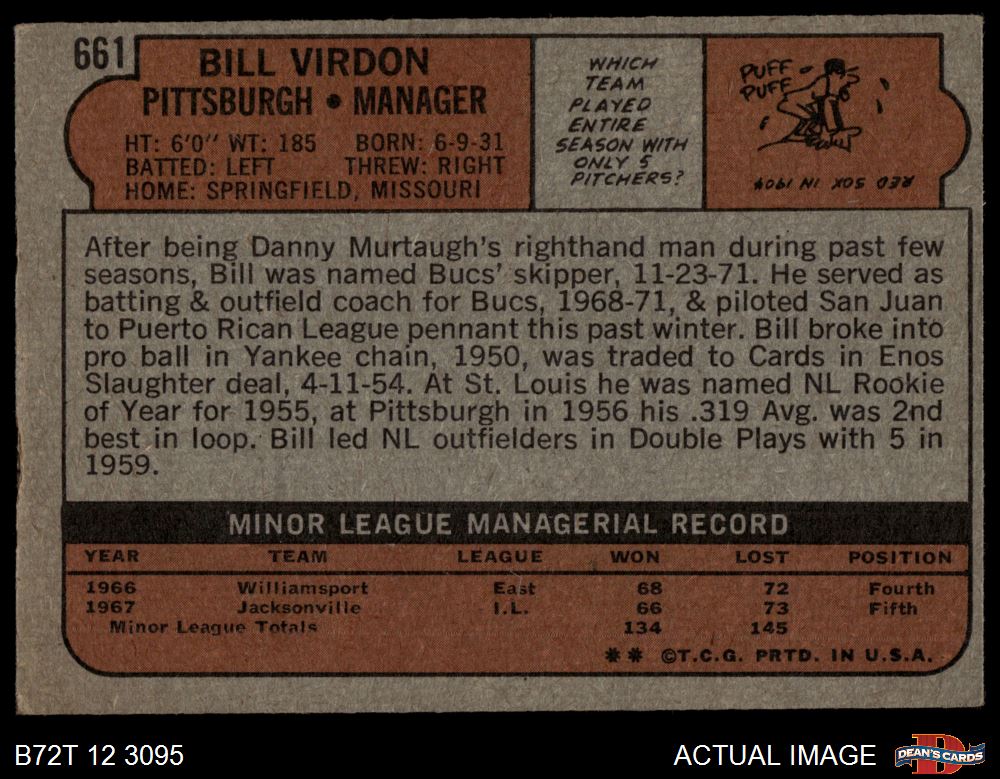 661
BILL VIRDON
PITTSBURGH • MANAGER
HT: 6'0" WT: 185 BORN: 6-9-31
BATTED: LEFT THREW: RIGHT
HOME: SPRINGFIELD, MISSOURI
WHICH
TEAM
PLAYED
ENTIRE
SEASON WITH
ONLY 5
PITCHERS?
PUFF
PUFF
RED SOX IN 1904
After being Danny Murtaugh's righthand man during past few
seasons, Bill was named Bucs' skipper, 11-23-71. He served as
batting & outfield coach for Bucs, 1968-71, & piloted San Juan
to Puerto Rican League pennant this past winter. Bill broke into
pro ball in Yankee chain, 1950, was traded to Cards in Enos
Slaughter deal, 4-11-54. At St. Louis he was named NL Rookie
of Year for 1955, at Pittsburgh in 1956 his .319 Avg. was 2nd
best in loop. Bill led NL outfielders in Double Plays with 5 in
1959.
MINOR LEAGUE MANAGERIAL RECORD
YEAR TEAM LEAGUE WON LOST POSITION
1966 Williamsport East 68 72 Fourth
1967 Jacksonville I.L. 66 73 Fifth
Minor League Totals 134 145
** ©T.C.G. PRTD. IN U.S.A.
B72T 12 3095 ACTUAL IMAGE
D
DEAN'S CARDS